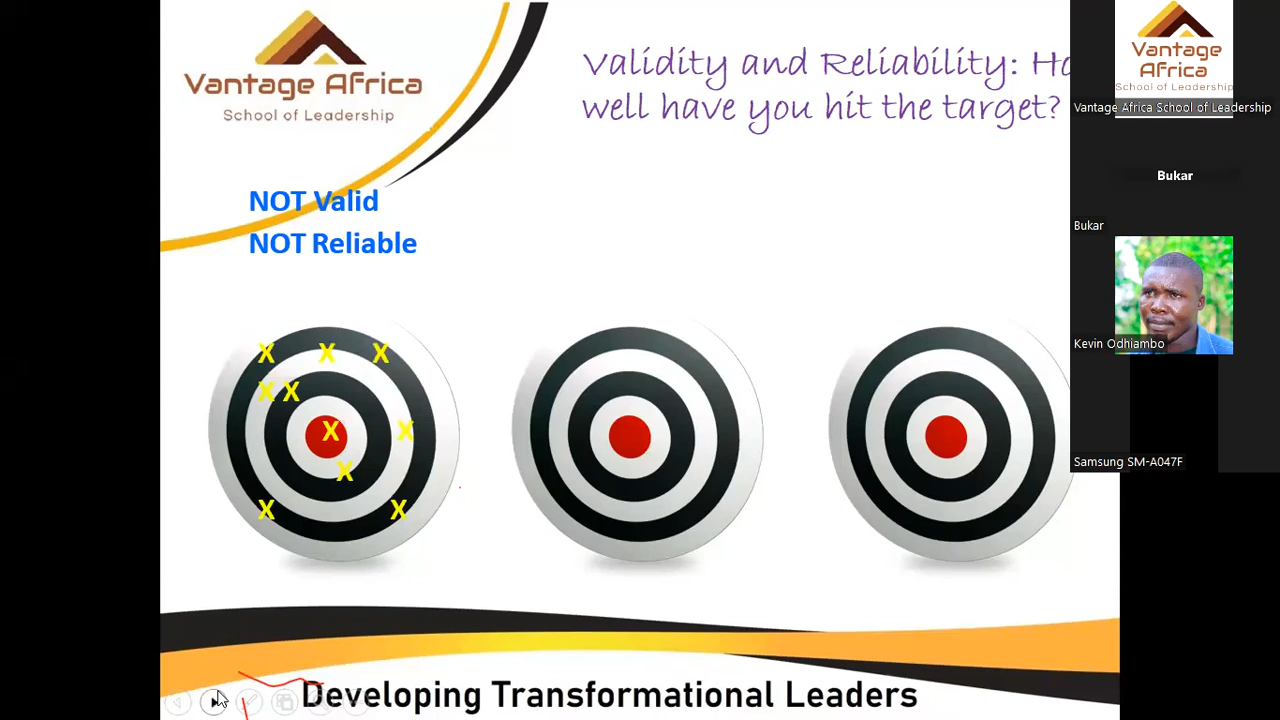 Vantage Africa
School of Leadership
Validity and Reliability: Ho
well have you hit the target?
NOT Valid
NOT Reliable
X X X
X X
X X
X
X X
Developing Transformational Leaders
Vantage
Africa
School of Leadership
Vantage Africa School of Leadership
Bukar
Bukar
Kevin Odhiambo
Samsung SM-A047F